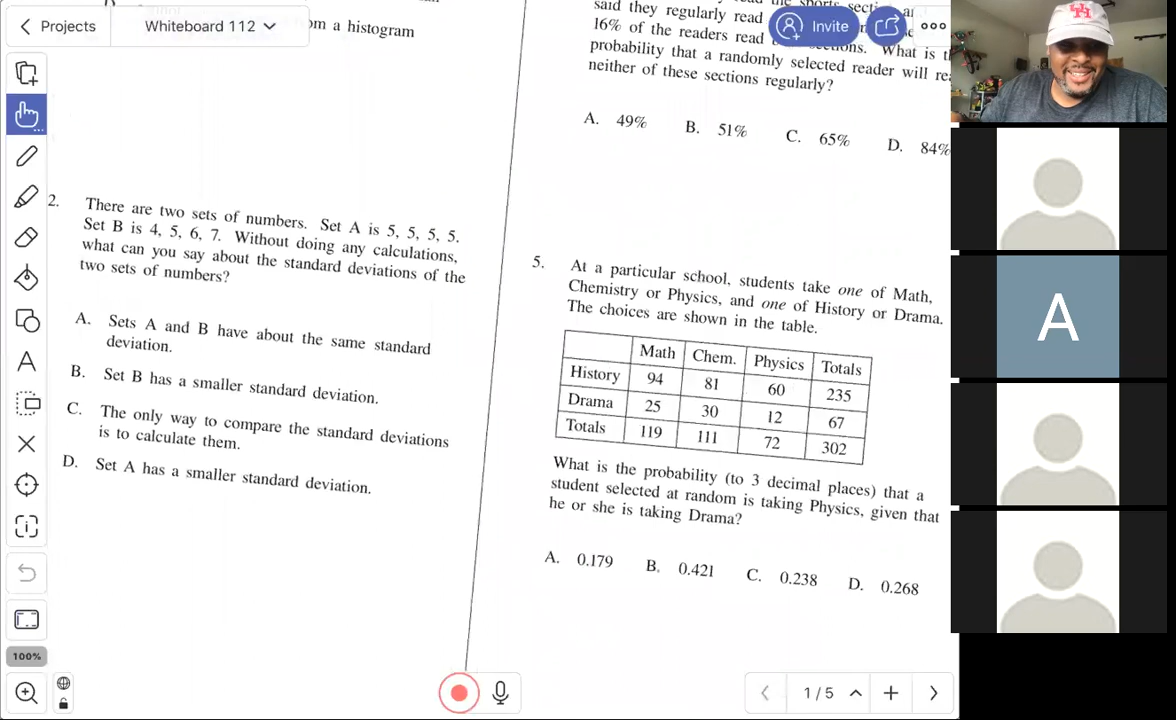 Projects
Whiteboard 112
a histogram
2. There are two sets of numbers. Set A is 5, 5, 5, 5.
Set B is 4, 5, 6, 7. Without doing any calculations,
what can you say about the standard deviations of the
two sets of numbers?
A. Sets A and B have about the same standard
deviation.
B. Set B has a smaller standard deviation.
C. The only way to compare the standard deviations
is to calculate them.
D. Set A has a smaller standard deviation.
the sports
said they regularly read
16% of the readers read
What is
probability that a randomly selected reader will
neither of these sections regularly?
A. 49% B. 51% C. 65% D. 84%
5. At a particular school, students take one of Math,
Chemistry or Physics, and one of History or Drama.
The choices are shown in the table.
Math Chem. Physics Totals
History 94 81 60 235
Drama 25 30 12 67
Totals 119 111 72 302
What is the probability (to 3 decimal places) that a
student selected at random is taking Physics, given that
he or she is taking Drama?
A. 0.179 B. 0.421 C. 0.238 D. 0.268
Invite
A
A
100%
1/5